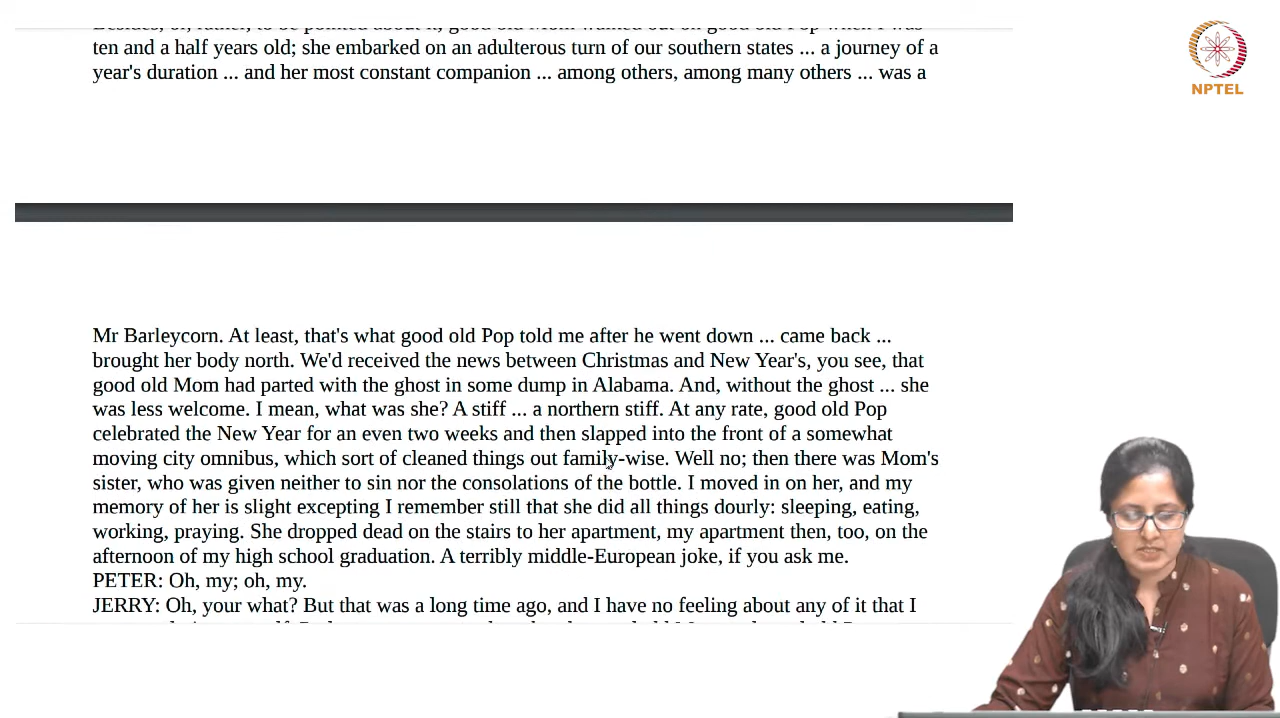 ten and a half years old; she embarked on an adulterous turn of our southern states ... a journey of a
year's duration ... and her most constant companion ... among others, among many others ... was a
NPTEL
Mr Barleycorn. At least, that's what good old Pop told me after he went down ... came back ...
brought her body north. We'd received the news between Christmas and New Year's, you see, that
good old Mom had parted with the ghost in some dump in Alabama. And, without the ghost ... she
was less welcome. I mean, what was she? A stiff ... a northern stiff. At any rate, good old Pop
celebrated the New Year for an even two weeks and then slapped into the front of a somewhat
moving city omnibus, which sort of cleaned things out family-wise. Well no; then there was Mom's
sister, who was given neither to sin nor the consolations of the bottle. I moved in on her, and my
memory of her is slight excepting I remember still that she did all things dourly: sleeping, eating,
working, praying. She dropped dead on the stairs to her apartment, my apartment then, too, on the
afternoon of my high school graduation. A terribly middle-European joke, if you ask me.
PETER: Oh, my; oh, my.
JERRY: Oh, your what? But that was a long time ago, and I have no feeling about any of it that I